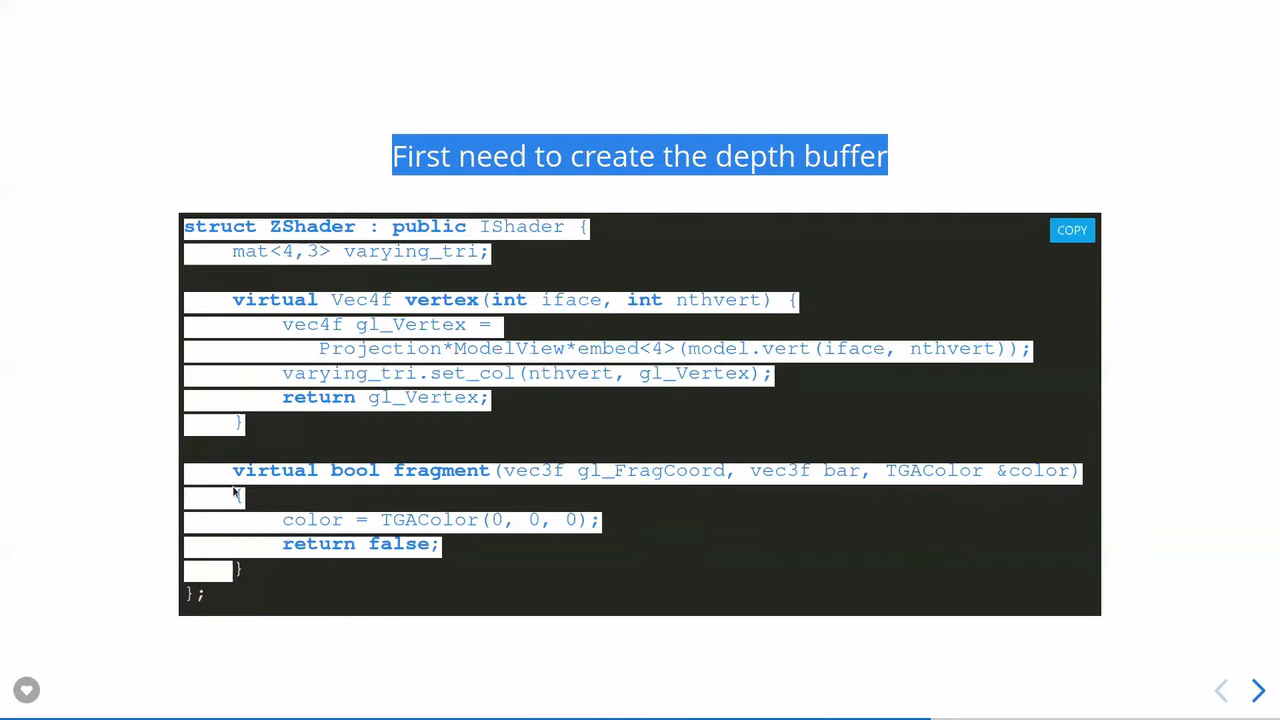 First need to create the depth buffer
COPY
struct ZShader : public IShader {
    mat<4,3> varying_tri;
    virtual Vec4f vertex(int iface, int nthvert) {
        vec4f gl_Vertex =
           Projection*ModelView*embed<4>(model.vert(iface, nthvert));
        varying_tri.set_col(nthvert, gl_Vertex);
        return gl_Vertex;
    }
    virtual bool fragment(vec3f gl_FragCoord, vec3f bar, TGAColor &color)
    {
        color = TGAColor(0, 0, 0);
        return false;
    }
};